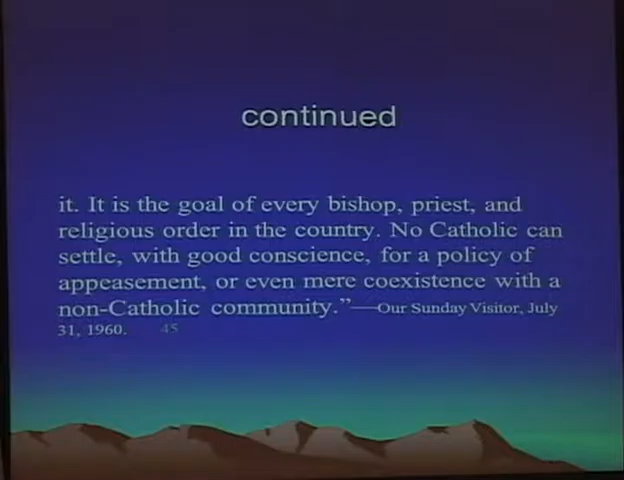 continued
it. It is the goal of every bishop, priest, and
religious order in the country. No Catholic can
settle, with good conscience, for a policy of
appeasement, or even mere coexistence with a
non-Catholic community.”—Our Sunday Visitor, July
31, 1960. 45